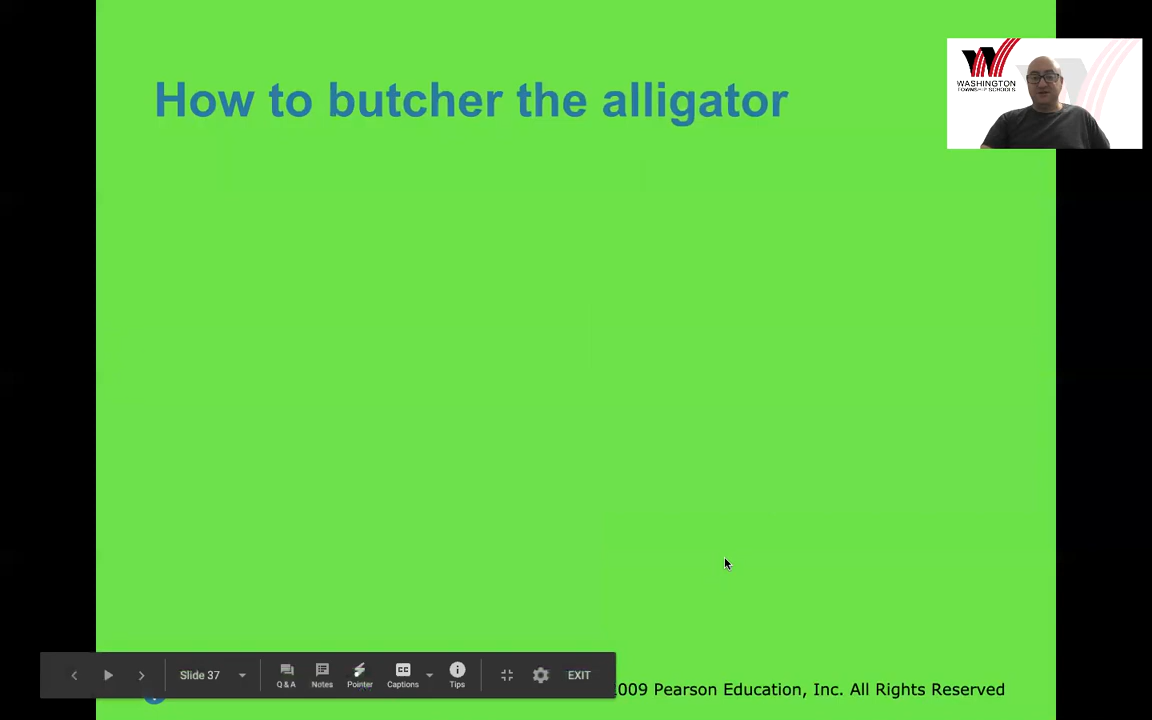 How to butcher the alligator
WASHINGTON
TOWNSHIP SCHOOLS
Slide 37
Q & A
Notes
Pointer
CC
Captions
Tips
EXIT
009 Pearson Education, Inc. All Rights Reserved